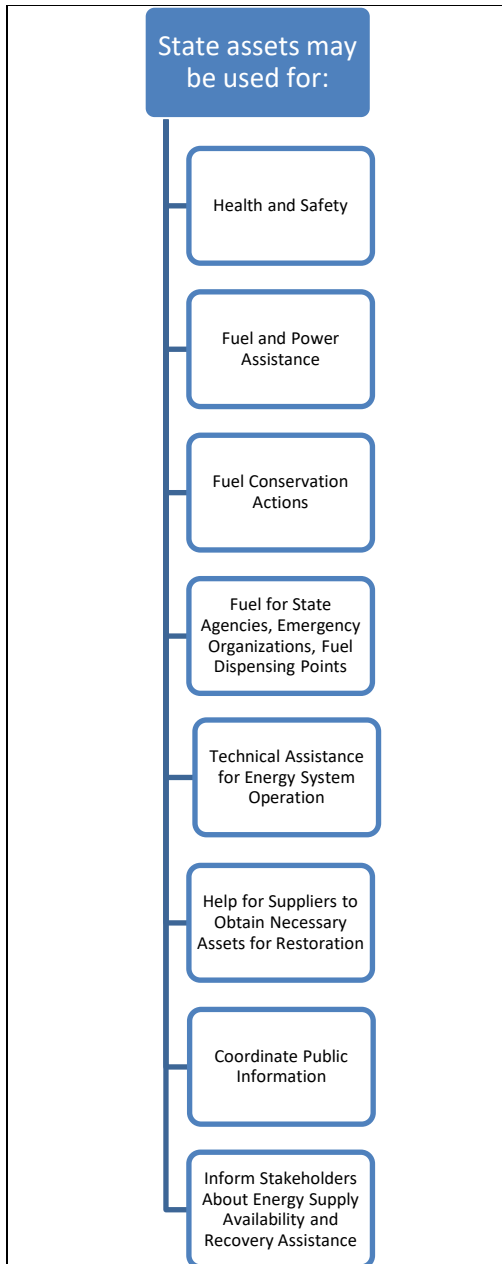 State assets may
be used for:
Health and Safety
Fuel and Power
Assistance
Fuel Conservation
Actions
Fuel for State
Agencies, Emergency
Organizations, Fuel
Dispensing Points
Technical Assistance
for Energy System
Operation
Help for Suppliers to
Obtain Necessary
Assets for Restoration
Coordinate Public
Information
Inform Stakeholders
About Energy Supply
Availability and
Recovery Assistance